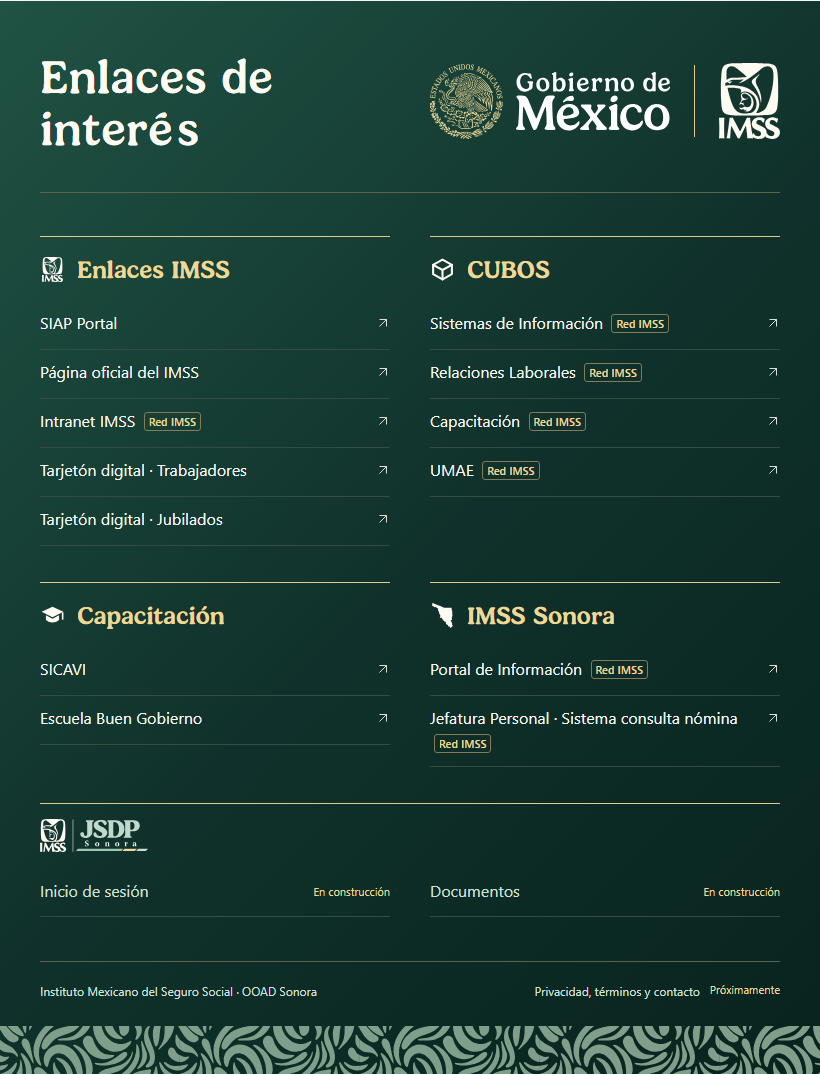 Enlaces de
interés
ESTADOS UNIDOS MEXICANOS
Gobierno de
México
IMSS
IMSS
Enlaces IMSS
SIAP Portal
Página oficial del IMSS
Intranet IMSS Red IMSS
Tarjetón digital · Trabajadores
Tarjetón digital · Jubilados
CUBOS
Sistemas de Información Red IMSS
Relaciones Laborales Red IMSS
Capacitación Red IMSS
UMAE Red IMSS
Capacitación
SICAVI
Escuela Buen Gobierno
IMSS Sonora
Portal de Información Red IMSS
Jefatura Personal · Sistema consulta nómina
Red IMSS
IMSS
JSDP
Sonora
Inicio de sesión En construcción
Documentos En construcción
Instituto Mexicano del Seguro Social · OOAD Sonora
Privacidad, términos y contacto Próximamente